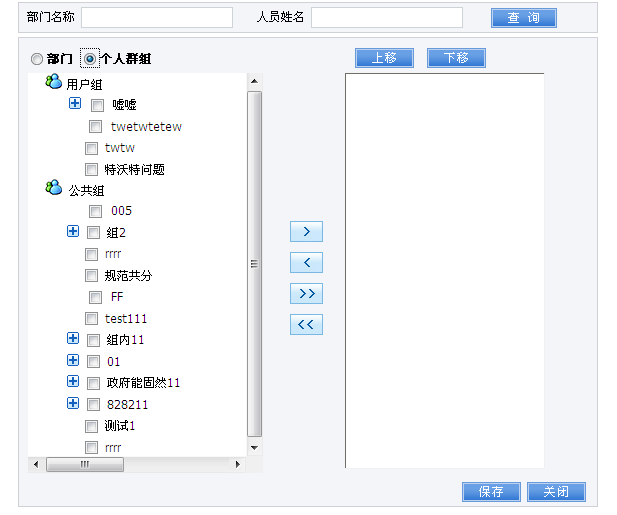 部门名称 人员姓名 查 询
部门 个人群组 上移 下移
用户组
嘘嘘
twetwtetew
twtw
特沃特问题
公共组
005
组2
rrrr
规范共分
FF
test111
组内11
01
政府能固然11
828211
测试1
rrrr
>
<
>>
<<
保存 关闭